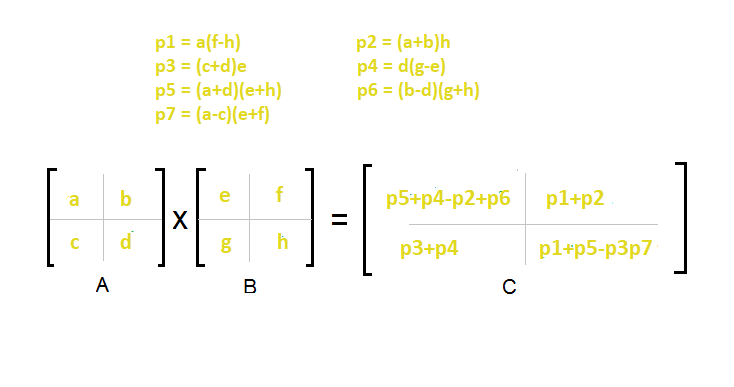 p1 = a(f-h) p2 = (a+b)h
p3 = (c+d)e p4 = d(g-e)
p5 = (a+d)(e+h) p6 = (b-d)(g+h)
p7 = (a-c)(e+f)
a b e f p5+p4-p2+p6 p1+p2
X =
c d g h p3+p4 p1+p5-p3p7
A B C